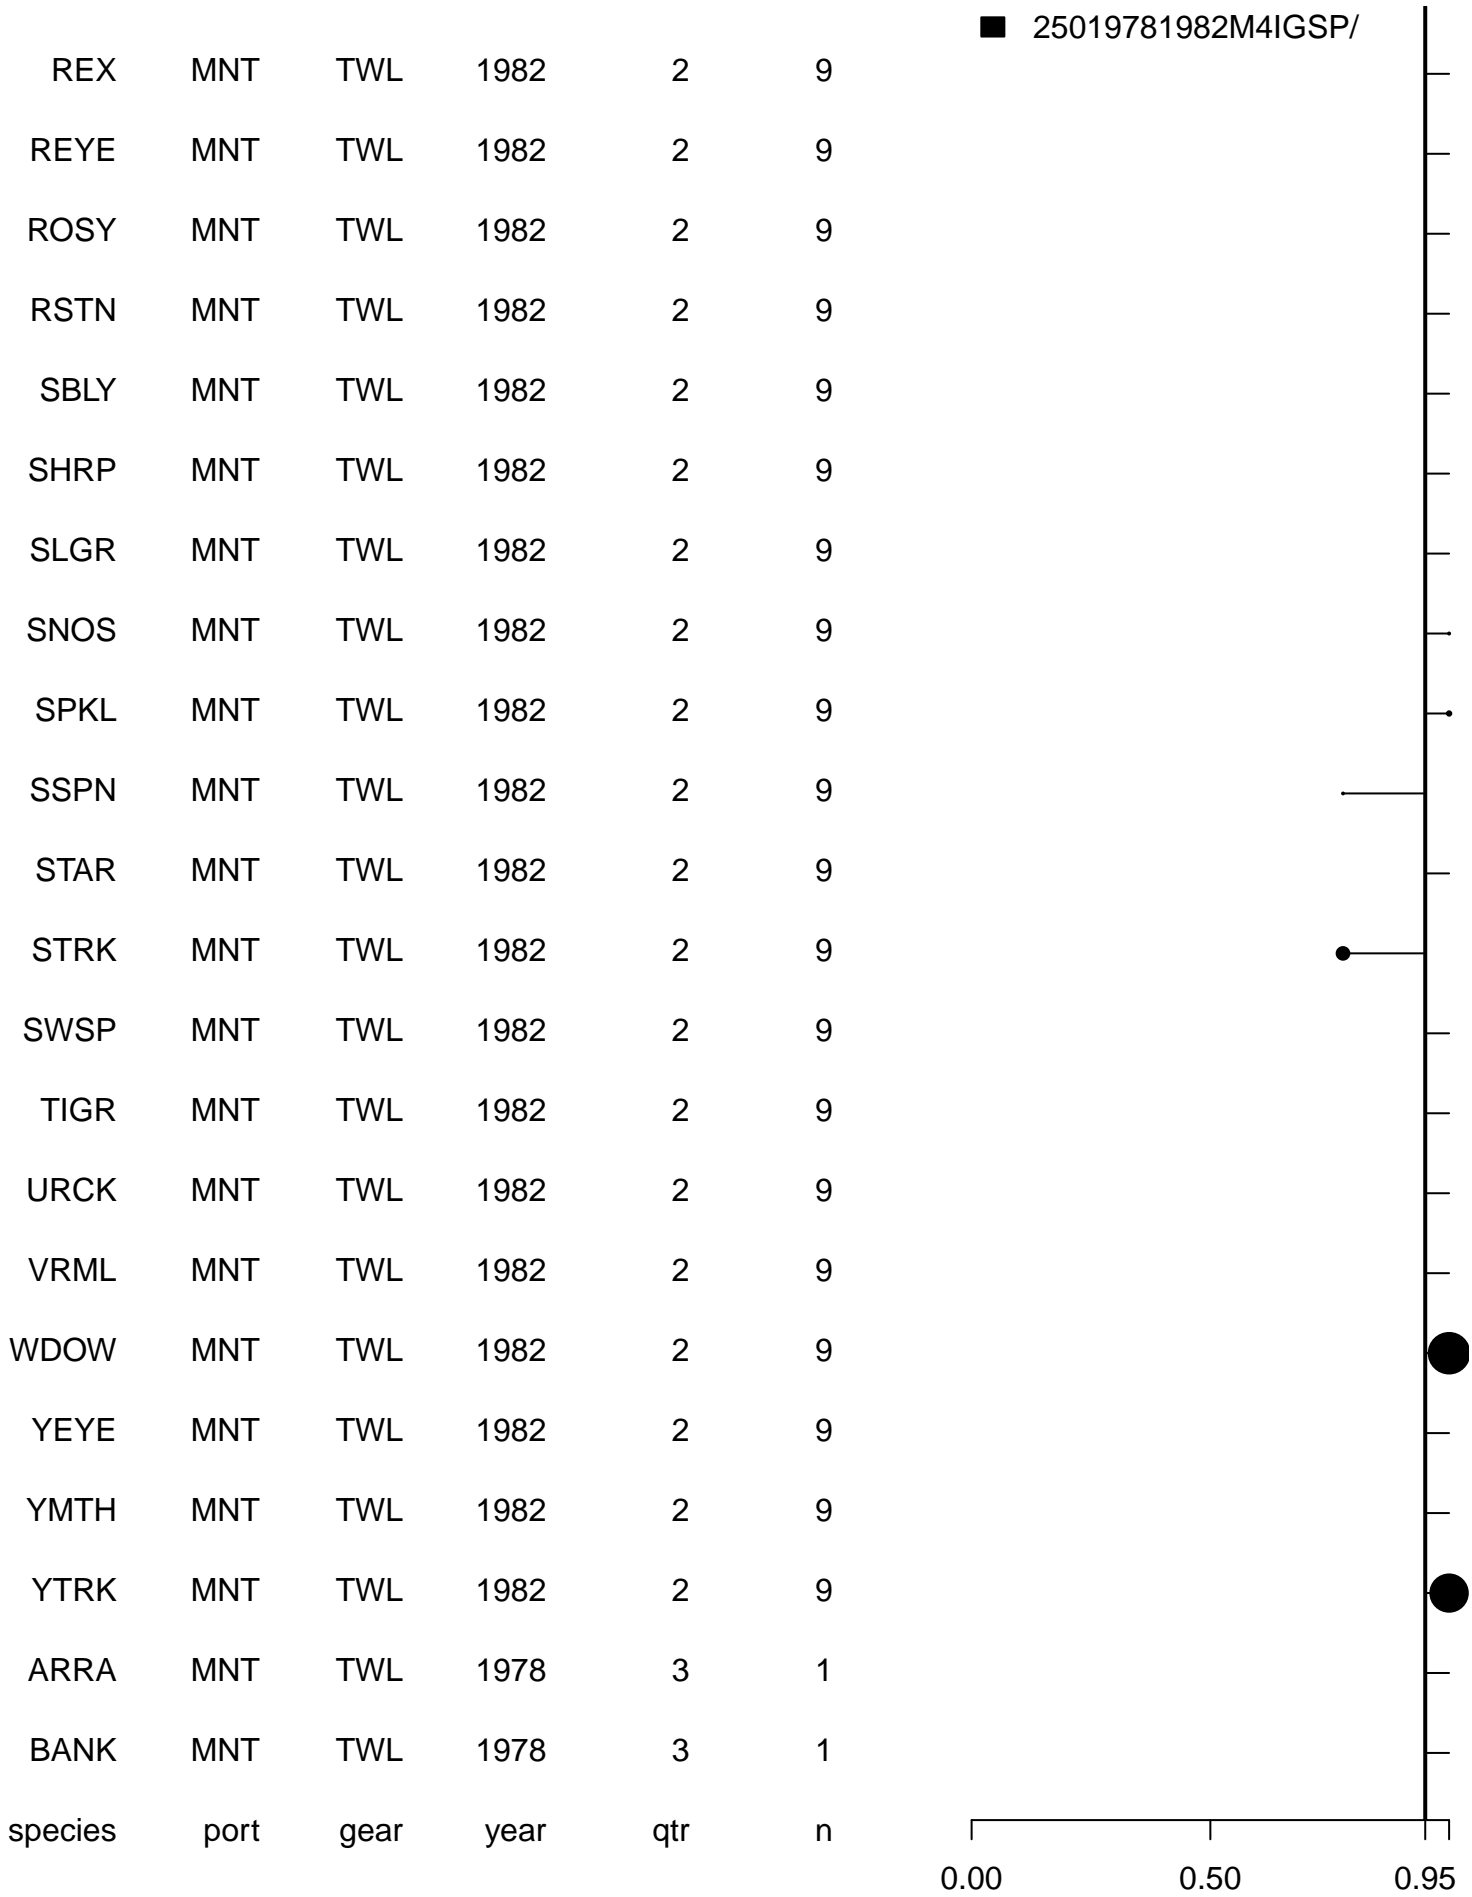 25019781982M4IGSP/
REX MNT TWL 1982 2 9
REYE MNT TWL 1982 2 9
ROSY MNT TWL 1982 2 9
RSTN MNT TWL 1982 2 9
SBLY MNT TWL 1982 2 9
SHRP MNT TWL 1982 2 9
SLGR MNT TWL 1982 2 9
SNOS MNT TWL 1982 2 9
SPKL MNT TWL 1982 2 9
SSPN MNT TWL 1982 2 9
STAR MNT TWL 1982 2 9
STRK MNT TWL 1982 2 9
SWSP MNT TWL 1982 2 9
TIGR MNT TWL 1982 2 9
URCK MNT TWL 1982 2 9
VRML MNT TWL 1982 2 9
WDOW MNT TWL 1982 2 9
YEYE MNT TWL 1982 2 9
YMTH MNT TWL 1982 2 9
YTRK MNT TWL 1982 2 9
ARRA MNT TWL 1978 3 1
BANK MNT TWL 1978 3 1
species port gear year qtr n
0.00 0.50 0.95